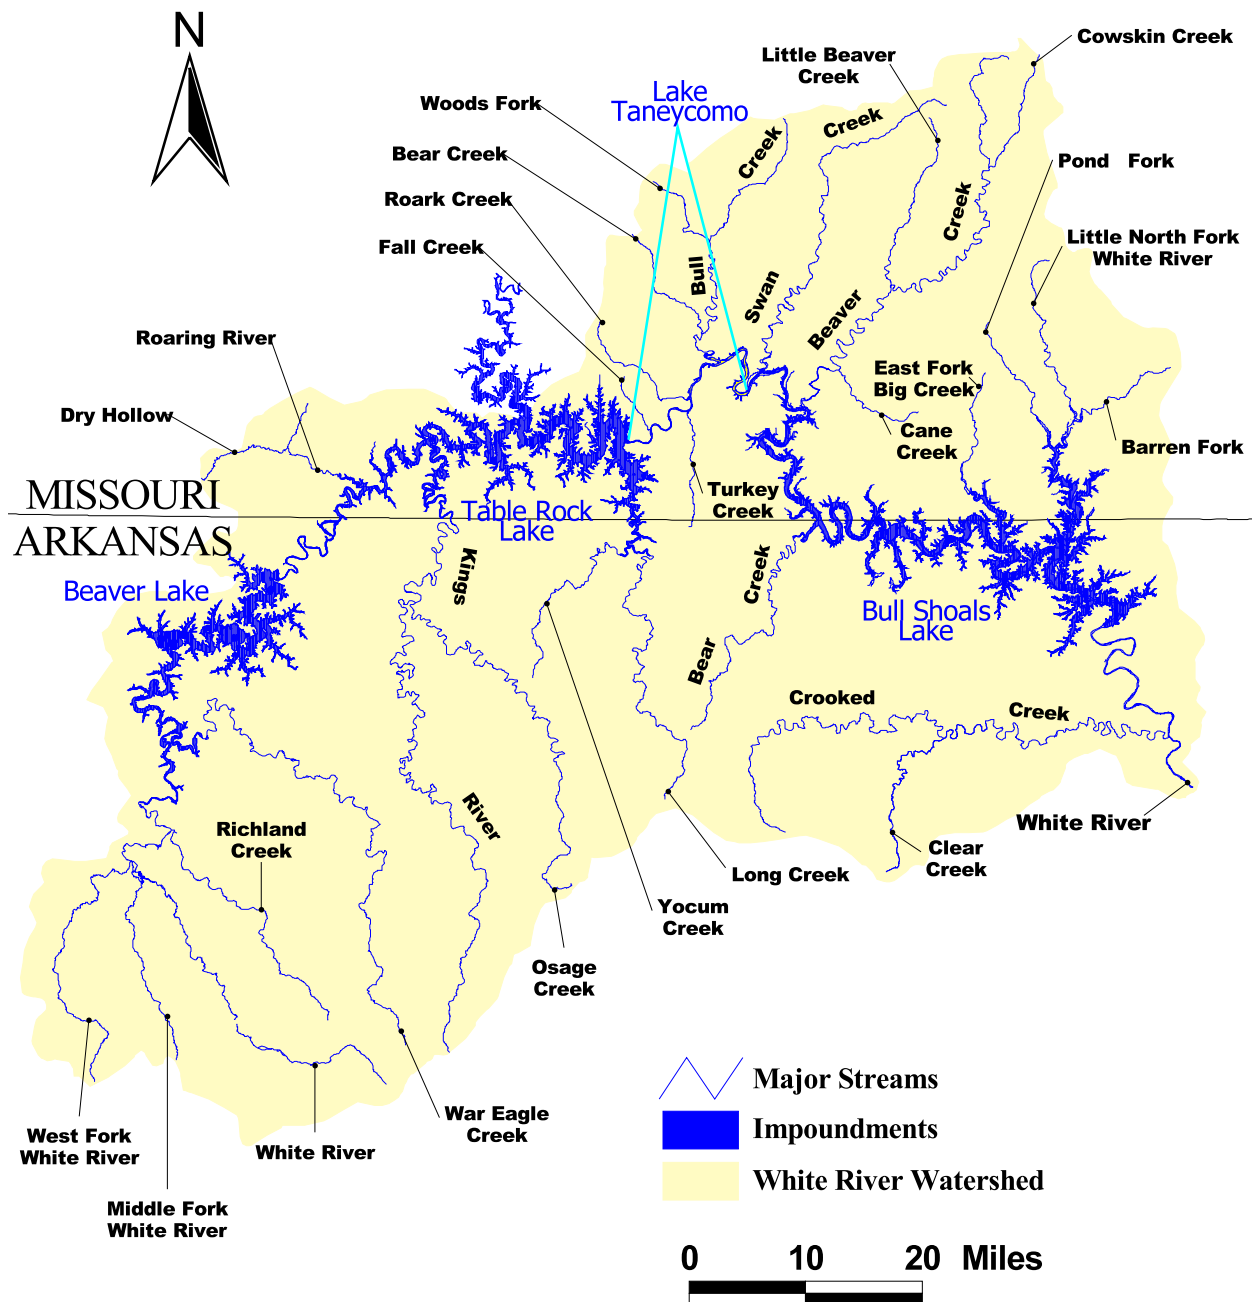 N
Cowskin Creek
Little Beaver
Creek
Lake
Taneycomo
Woods Fork
Creek
Creek
Bear Creek
Pond Fork
Roark Creek
Creek
Fall Creek
Little North Fork
White River
Bull
Swan
Beaver
Roaring River
East Fork
Big Creek
Dry Hollow
Cane
Creek
Barren Fork
MISSOURI
ARKANSAS
Turkey
Creek
Table Rock
Lake
Kings
Creek
Beaver Lake
Bull Shoals
Lake
Bear
Crooked
Creek
River
Richland
Creek
White River
Clear
Creek
Long Creek
Yocum
Creek
Osage
Creek
War Eagle
Creek
West Fork
White River
White River
Middle Fork
White River
Major Streams
Impoundments
White River Watershed
0 10 20 Miles